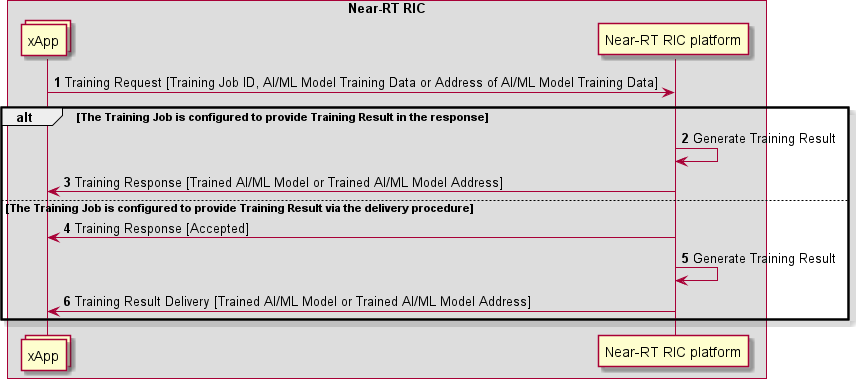 Near-RT RIC
xApp
Near-RT RIC platform
1 Training Request [Training Job ID, AI/ML Model Training Data or Address of AI/ML Model Training Data]
alt
[The Training Job is configured to provide Training Result in the response]
2 Generate Training Result
3 Training Response [Trained AI/ML Model or Trained AI/ML Model Address]
[The Training Job is configured to provide Training Result via the delivery procedure]
4 Training Response [Accepted]
5 Generate Training Result
6 Training Result Delivery [Trained AI/ML Model or Trained AI/ML Model Address]
xApp
Near-RT RIC platform